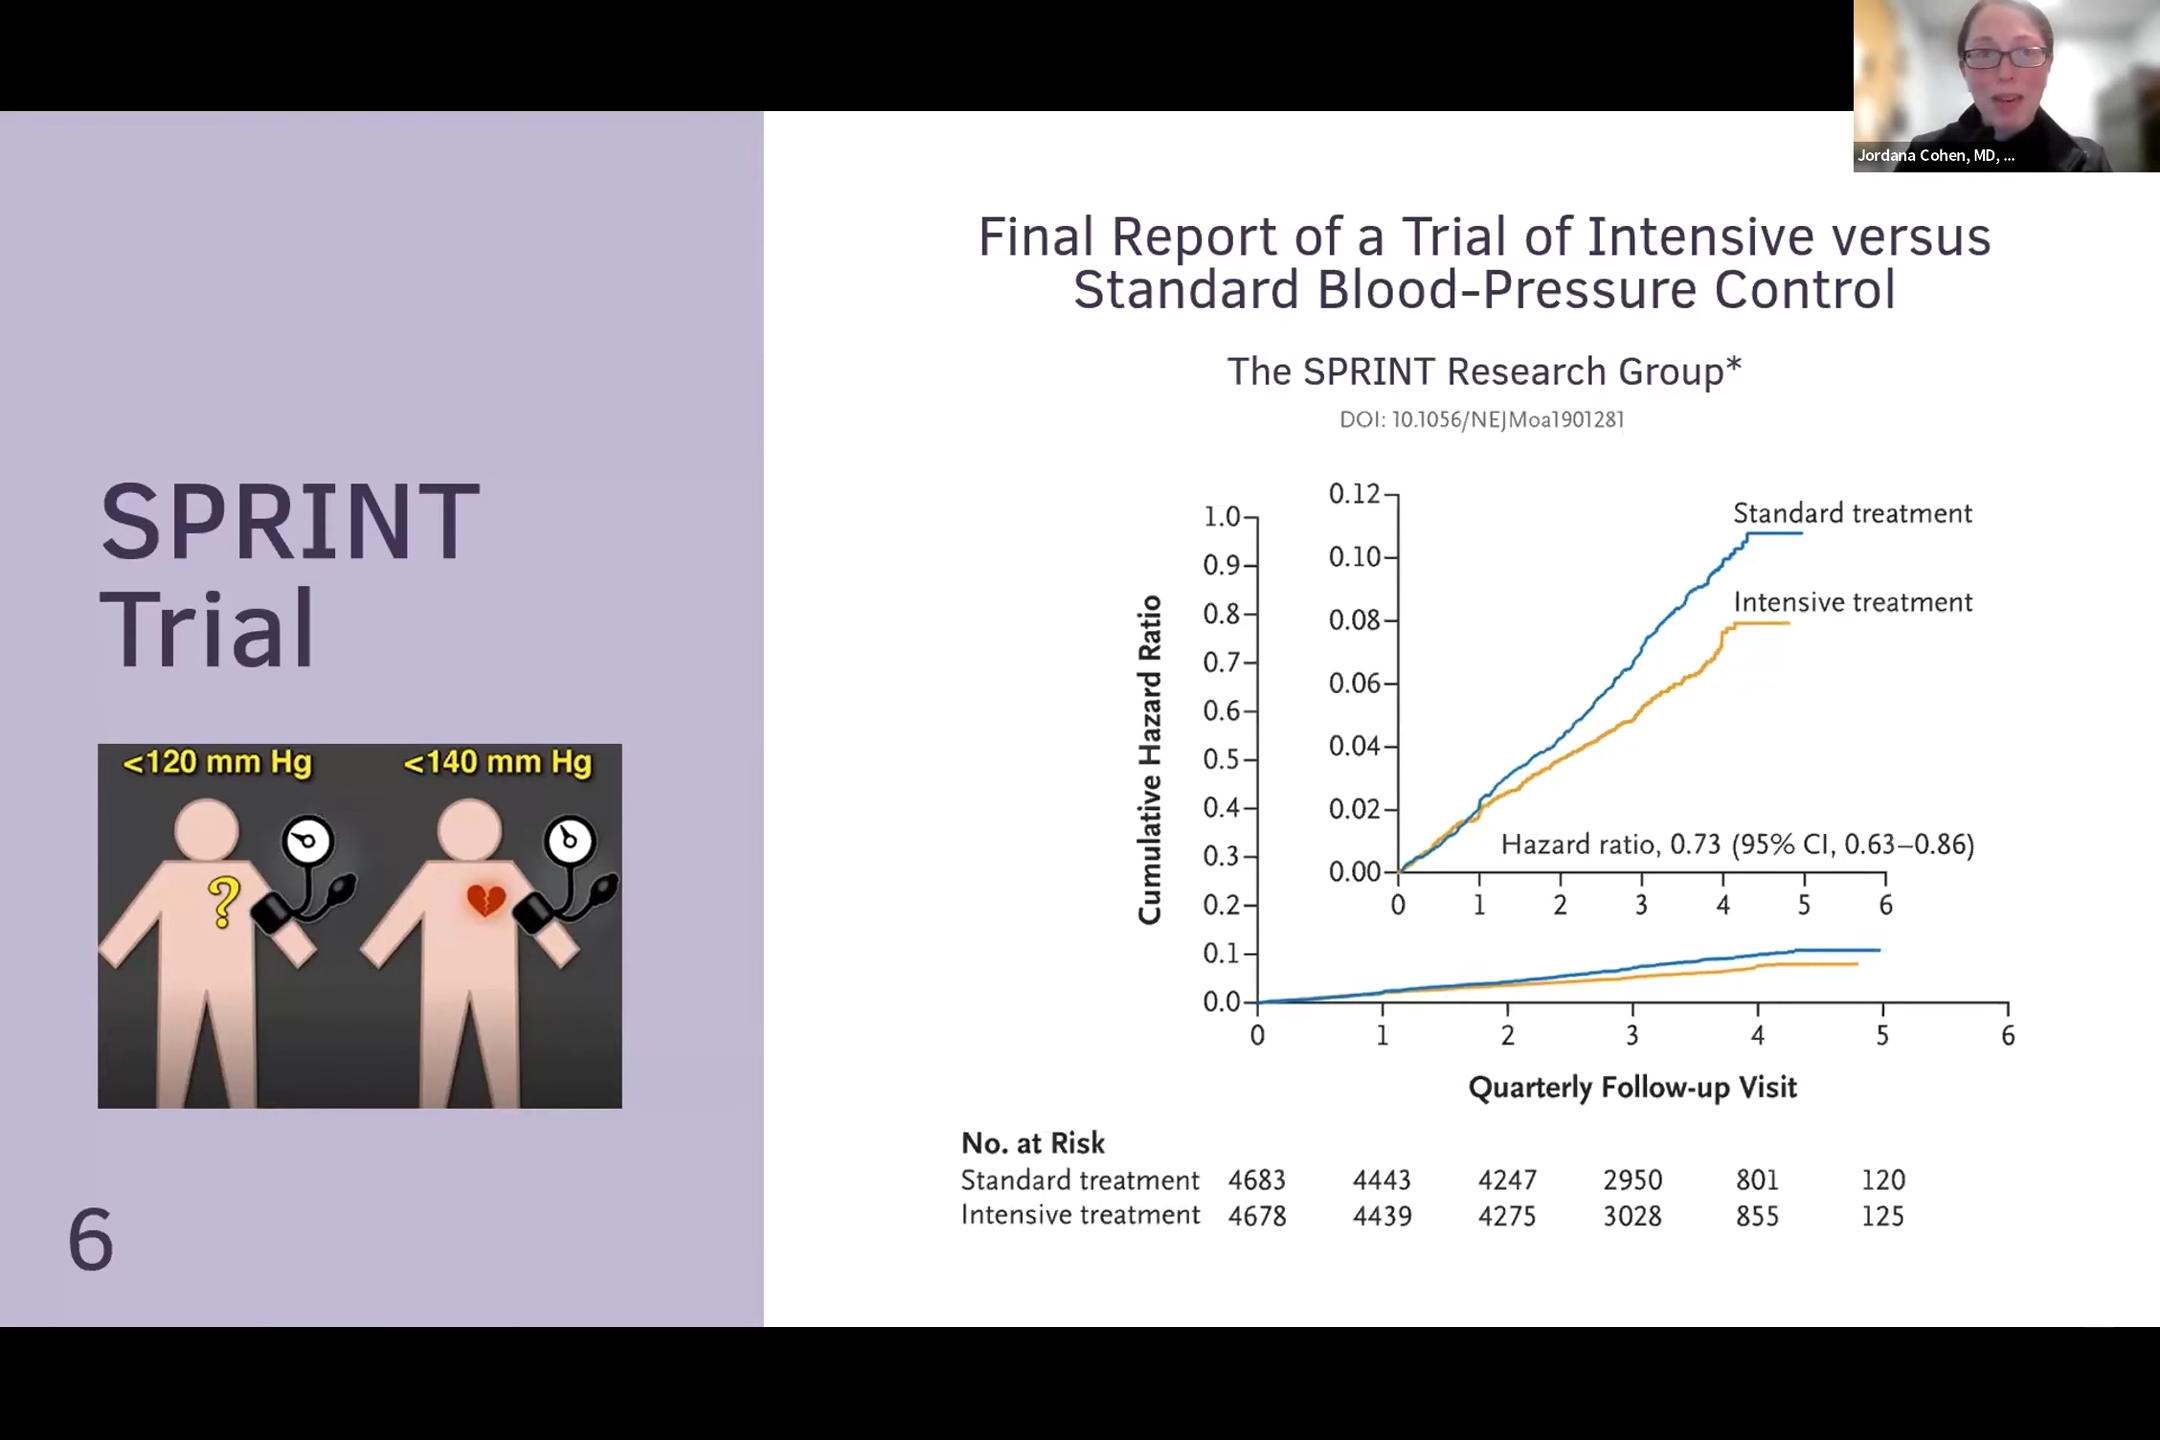 Jordana Cohen, MD, ...
SPRINT
Trial
<120 mm Hg
<140 mm Hg
?
6
Final Report of a Trial of Intensive versus
Standard Blood-Pressure Control
The SPRINT Research Group*
DOI: 10.1056/NEJMoa1901281
Cumulative Hazard Ratio
1.0
0.9
0.8
0.7
0.6
0.5
0.4
0.3
0.2
0.1
0.0
0.12
0.10
0.08
0.06
0.04
0.02
0.00
Standard treatment
Intensive treatment
Hazard ratio, 0.73 (95% CI, 0.63–0.86)
0 1 2 3 4 5 6
0 1 2 3 4 5 6
Quarterly Follow-up Visit
No. at Risk
Standard treatment 4683 4443 4247 2950 801 120
Intensive treatment 4678 4439 4275 3028 855 125